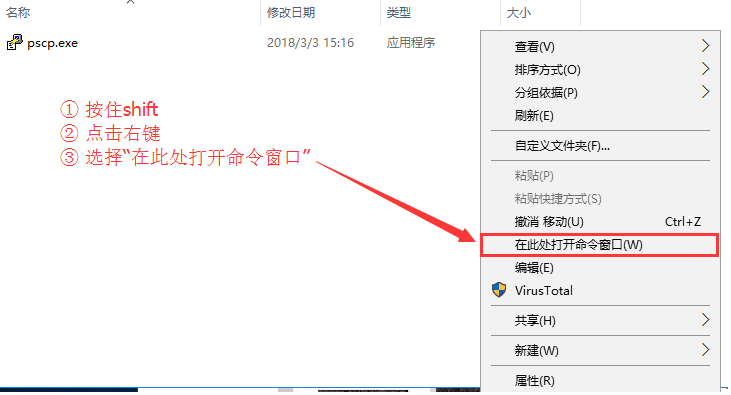 名称 修改日期 类型 大小
pscp.exe 2018/3/3 15:16 应用程序
① 按住shift
② 点击右键
③ 选择“在此处打开命令窗口”
查看(V)
排序方式(O)
分组依据(P)
刷新(E)
自定义文件夹(F)...
粘贴(P)
粘贴快捷方式(S)
撤消 移动(U) Ctrl+Z
在此处打开命令窗口(W)
编辑(E)
VirusTotal
共享(H)
新建(W)
属性(R)